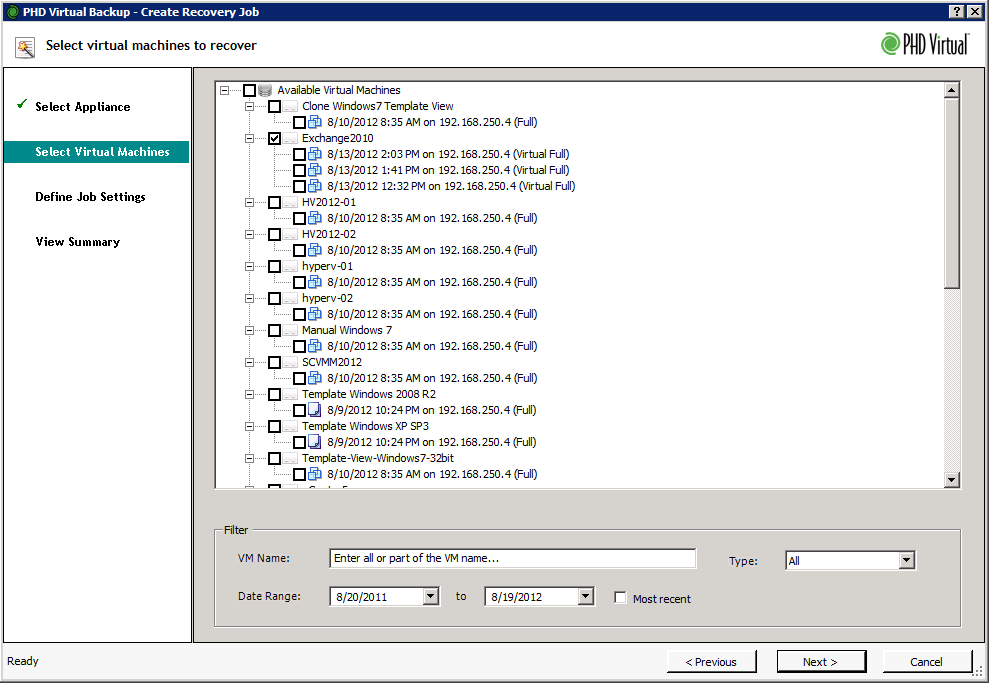 PHD Virtual Backup - Create Recovery Job
Select virtual machines to recover
PHD Virtual
Select Appliance
Select Virtual Machines
Define Job Settings
View Summary
Available Virtual Machines
Clone Windows7 Template View
8/10/2012 8:35 AM on 192.168.250.4 (Full)
Exchange2010
8/13/2012 2:03 PM on 192.168.250.4 (Virtual Full)
8/13/2012 1:41 PM on 192.168.250.4 (Virtual Full)
8/13/2012 12:32 PM on 192.168.250.4 (Virtual Full)
HV2012-01
8/10/2012 8:35 AM on 192.168.250.4 (Full)
HV2012-02
8/10/2012 8:35 AM on 192.168.250.4 (Full)
hyperv-01
8/10/2012 8:35 AM on 192.168.250.4 (Full)
hyperv-02
8/10/2012 8:35 AM on 192.168.250.4 (Full)
Manual Windows 7
8/10/2012 8:35 AM on 192.168.250.4 (Full)
SCVMM2012
8/10/2012 8:35 AM on 192.168.250.4 (Full)
Template Windows 2008 R2
8/9/2012 10:24 PM on 192.168.250.4 (Full)
Template Windows XP SP3
8/9/2012 10:24 PM on 192.168.250.4 (Full)
Template-View-Windows7-32bit
8/10/2012 8:35 AM on 192.168.250.4 (Full)
Filter
VM Name: Enter all or part of the VM name... Type: All
Date Range: 8/20/2011 to 8/19/2012 Most recent
Ready < Previous Next > Cancel